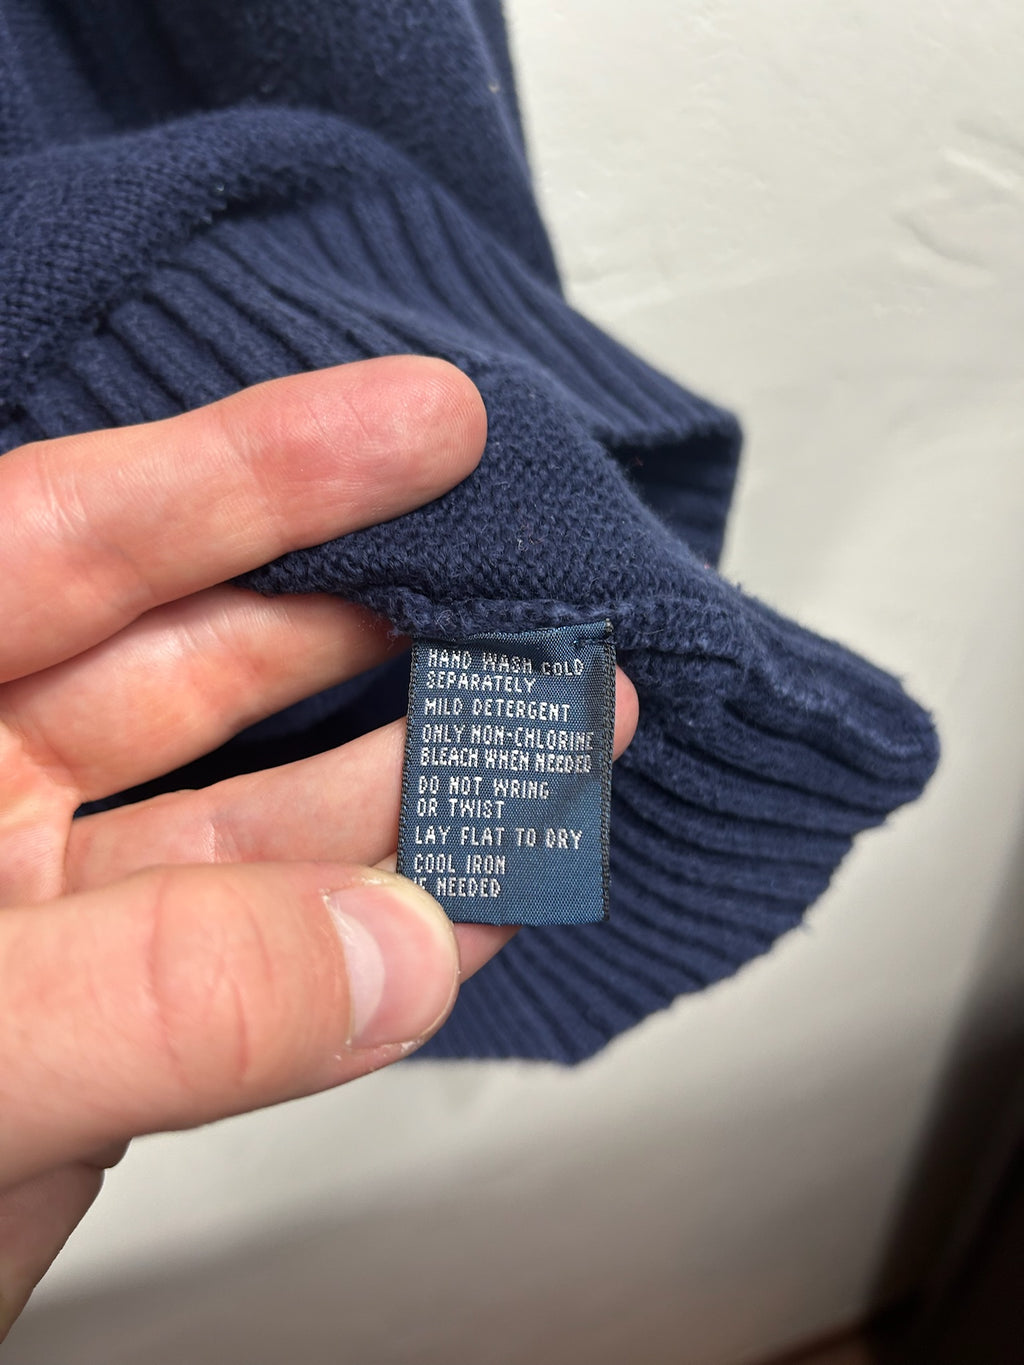 HAND WASH COLD
SEPARATELY
MILD DETERGENT
ONLY NON-CHLORINE
BLEACH WHEN NEEDED
DO NOT WRING
OR TWIST
LAY FLAT TO DRY
COOL IRON
IF NEEDED